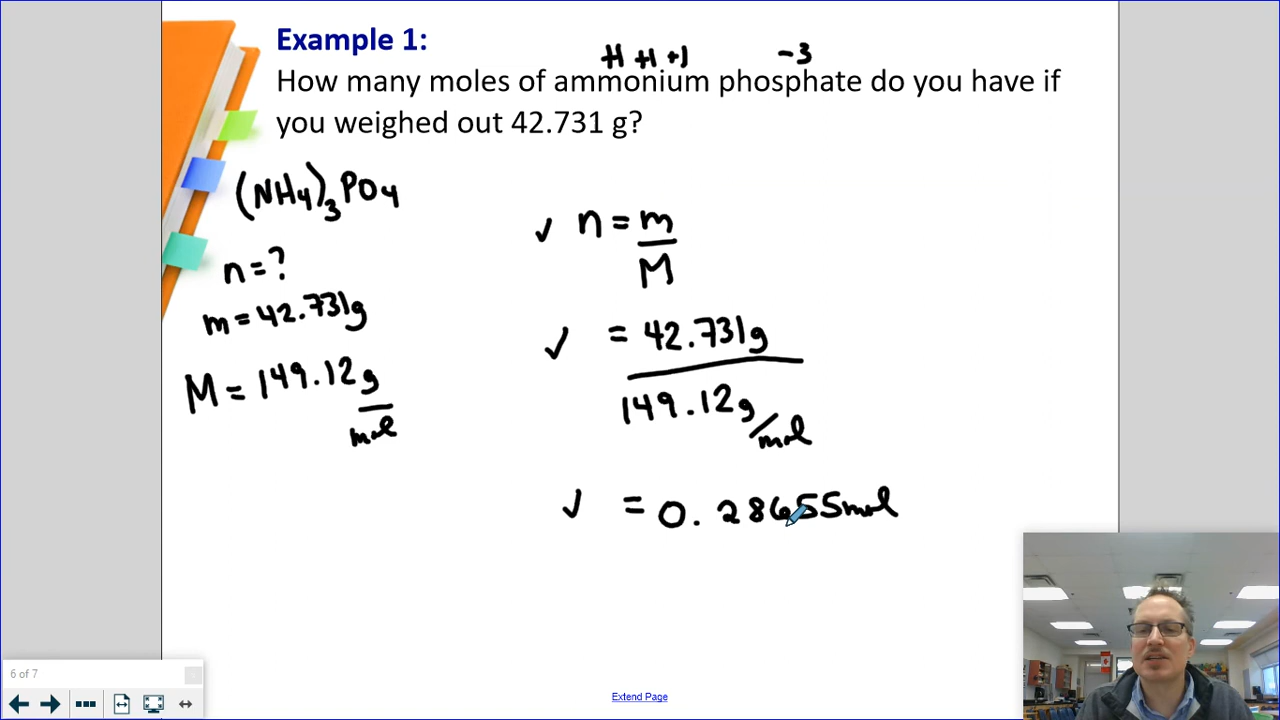 Example 1:
+1 +1 +1 -3
How many moles of ammonium phosphate do you have if
you weighed out 42.731 g?
(NH4)3PO4
n = ?
m = 42.731g
M = 149.12 g/mol
✓ n = m/M
✓ = 42.731g
149.12 g/mol
✓ = 0.28655mol
6 of 7
Extend Page